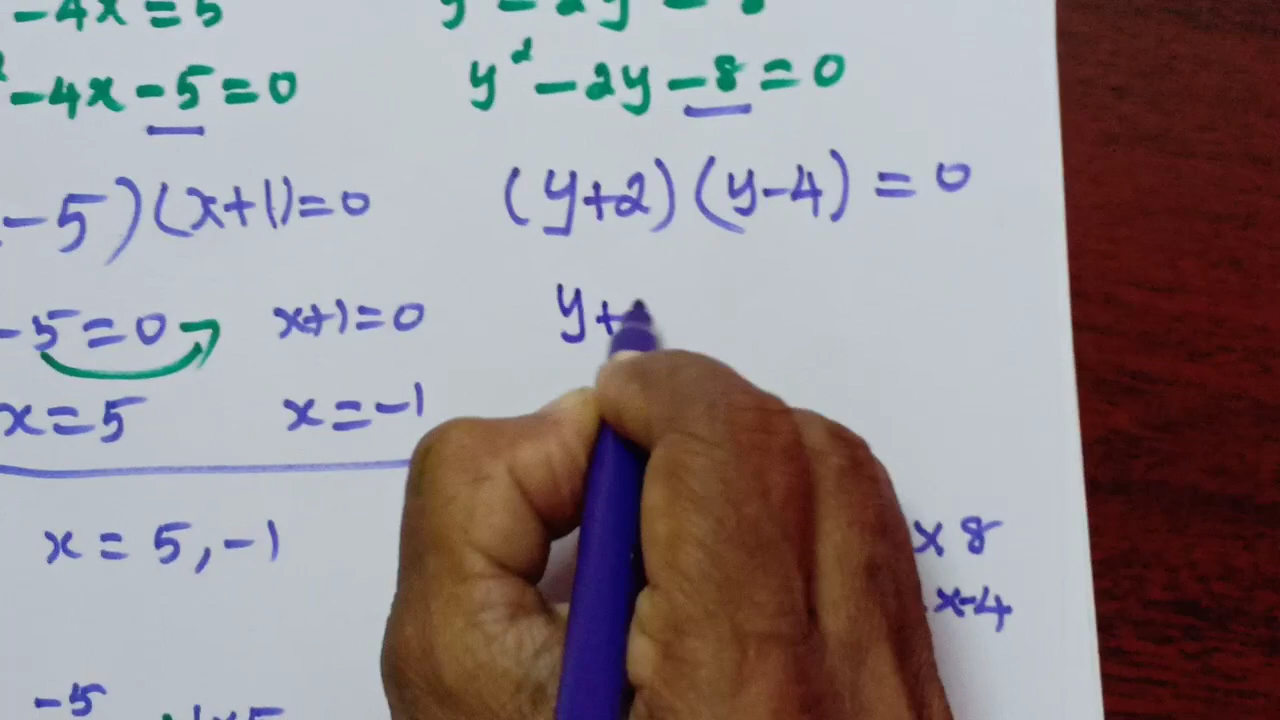 -4x = 5
-4x - 5 = 0
-5)(x+1) = 0
-5 = 0 x+1 = 0
x = 5 x = -1
x = 5, -1
-5
y² - 2y - 8 = 0
(y+2)(y-4) = 0
y+
x 8
x-4